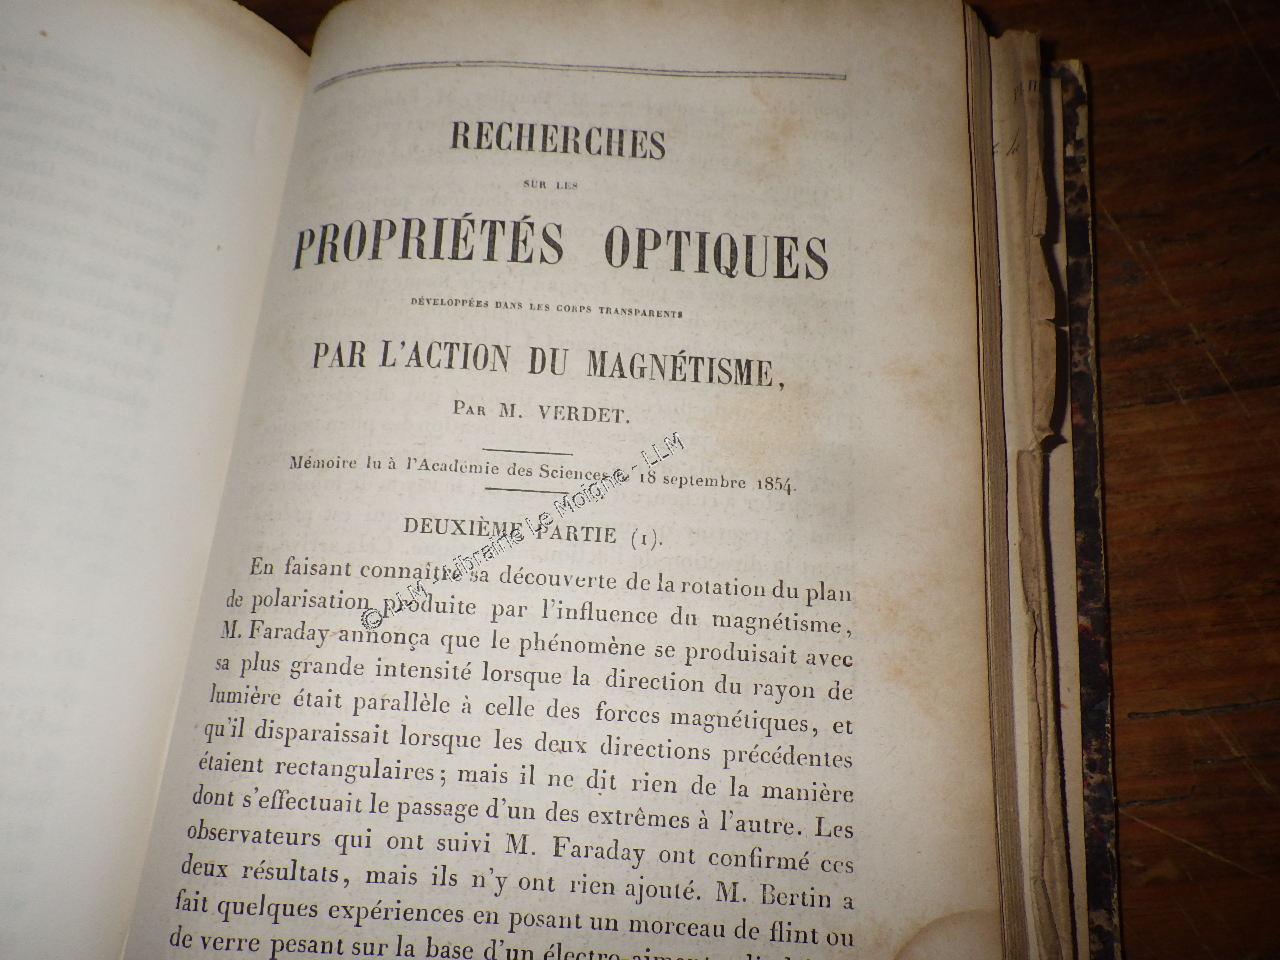 RECHERCHES
SUR LES
PROPRIÉTÉS OPTIQUES
DÉVELOPPÉES DANS LES CORPS TRANSPARENTS
PAR L'ACTION DU MAGNÉTISME,
PAR M. VERDET.
Mémoire lu à l'Académie des Sciences 18 septembre 1854.
DEUXIÈME PARTIE (1).
En faisant connaître sa découverte de la rotation du plan
de polarisation produite par l'influence du magnétisme,
M. Faraday annonça que le phénomène se produisait avec
sa plus grande intensité lorsque la direction du rayon de
lumière était parallèle à celle des forces magnétiques, et
qu'il disparaissait lorsque les deux directions précédentes
étaient rectangulaires; mais il ne dit rien de la manière
dont s'effectuait le passage d'un des extrêmes à l'autre. Les
observateurs qui ont suivi M. Faraday ont confirmé ces
deux résultats, mais ils n'y ont rien ajouté. M. Bertin a
fait quelques expériences en posant un morceau de flint ou
de verre pesant sur la base d'un
© LLM - Librairie Le Moigne - LLM